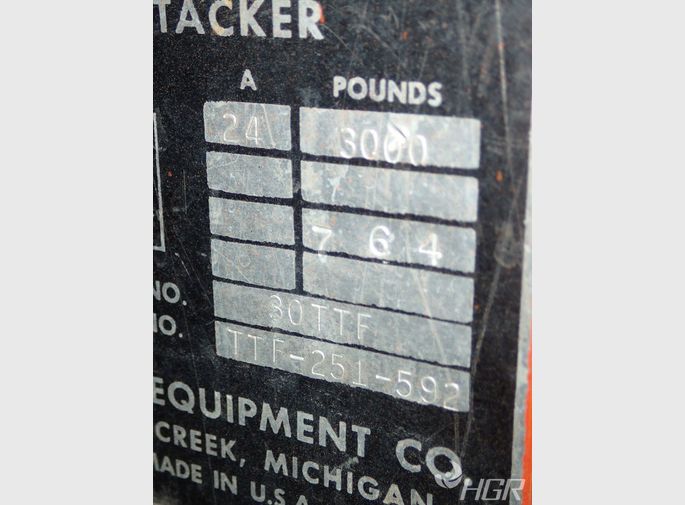 TACKER
A POUNDS
24 3000
7 6 4
NO. 30TTF
NO. TTF-251-592
EQUIPMENT CO.
CREEK, MICHIGAN
MADE IN U.S.A.
HGR